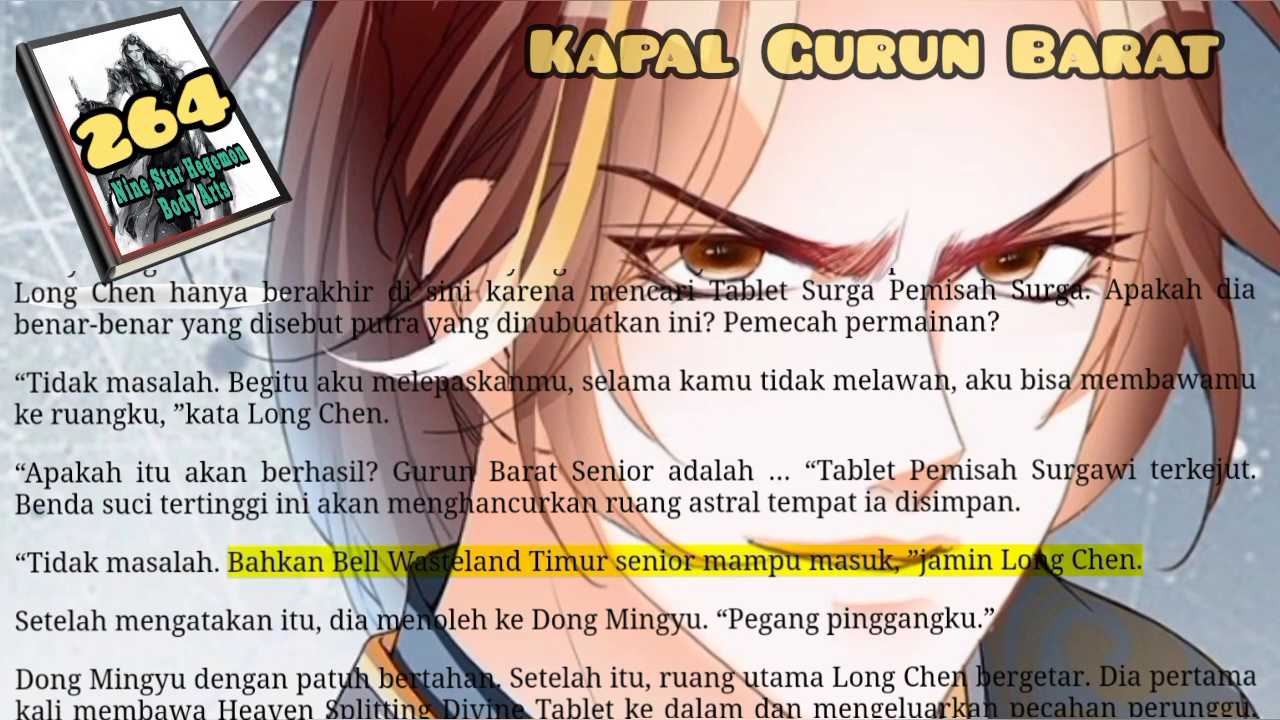 KAPAL GURUN BARAT
264
Nine Star Hegemon
Body Arts
Long Chen hanya berakhir di sini karena mencari Tablet Surga Pemisah Surga. Apakah dia
benar-benar yang disebut putra yang dinubuatkan ini? Pemecah permainan?
“Tidak masalah. Begitu aku melepaskanmu, selama kamu tidak melawan, aku bisa membawamu
ke ruangku, ”kata Long Chen.
“Apakah itu akan berhasil? Gurun Barat Senior adalah … “Tablet Pemisah Surgawi terkejut.
Benda suci tertinggi ini akan menghancurkan ruang astral tempat ia disimpan.
“Tidak masalah. Bahkan Bell Wasteland Timur senior mampu masuk, ”jamin Long Chen.
Setelah mengatakan itu, dia menoleh ke Dong Mingyu. “Pegang pinggangku.”
Dong Mingyu dengan patuh bertahan. Setelah itu, ruang utama Long Chen bergetar. Dia pertama
kali membawa Heaven Splitting Divine Tablet ke dalam dan mengeluarkan pecahan perunggu.